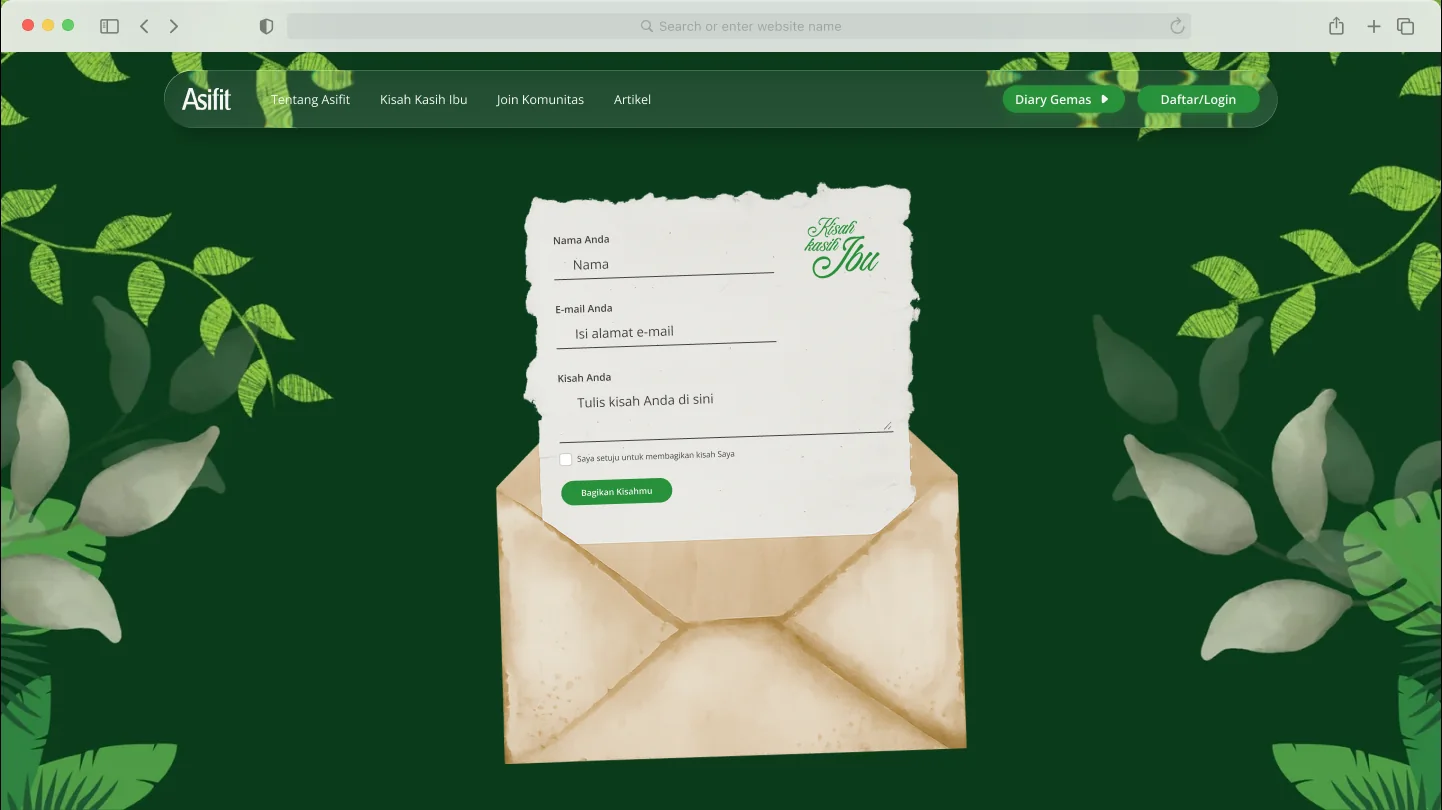 Search or enter website name
Asifit
Tentang Asifit
Kisah Kasih Ibu
Join Komunitas
Artikel
Diary Gemas
Daftar/Login
Kisah
kasih
Ibu
Nama Anda
Nama
E-mail Anda
Isi alamat e-mail
Kisah Anda
Tulis kisah Anda di sini
Saya setuju untuk membagikan kisah Saya
Bagikan Kisahmu